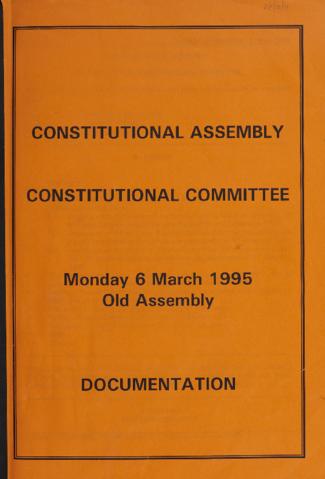 CONSTITUTIONAL ASSEMBLY
CONSTITUTIONAL COMMITTEE
Monday 6 March 1995
Old Assembly
DOCUMENTATION